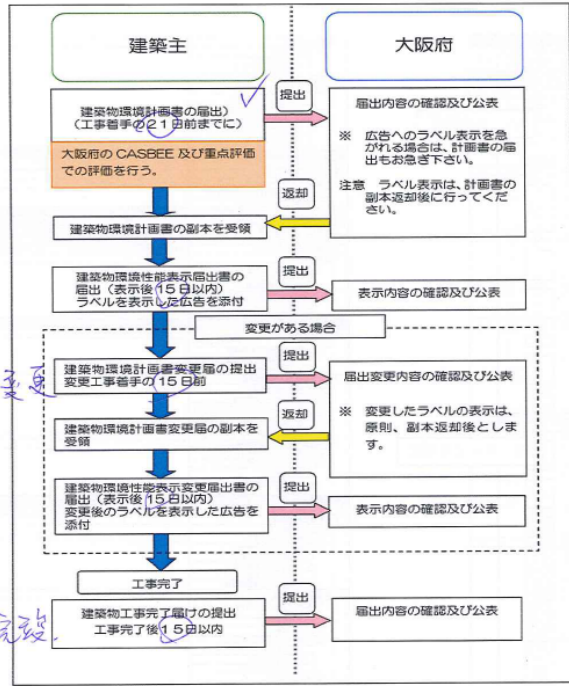 建築主
大阪府
建築物環境計画書の届出)
(工事着手の21日前までに)
大阪府の CASBEE 及び重点評価
での評価を行う。
提出
届出内容の確認及び公表
※ 広告へのラベル表示を急
がれる場合は、計画書の届
出もお急ぎ下さい。
注意 ラベル表示は、計画書の
副本返却後に行ってくだ
さい。
返却
建築物環境計画書の副本を受領
建築物環境性能表示届出書の
届出(表示後15日以内)
ラベルを表示した広告を添付
提出
表示内容の確認及び公表
変更がある場合
変更
建築物環境計画書変更届の提出
変更工事着手の15日前
提出
届出変更内容の確認及び公表
※ 変更したラベルの表示は、
原則、副本返却後としま
す。
返却
建築物環境計画書変更届の副本を
受領
建築物環境性能表示変更届出書の
届出(表示後15日以内)
変更後のラベルを表示した広告を
添付
提出
表示内容の確認及び公表
工事完了
完竣.
建築物工事完了届けの提出
工事完了後15日以内
提出
届出内容の確認及び公表